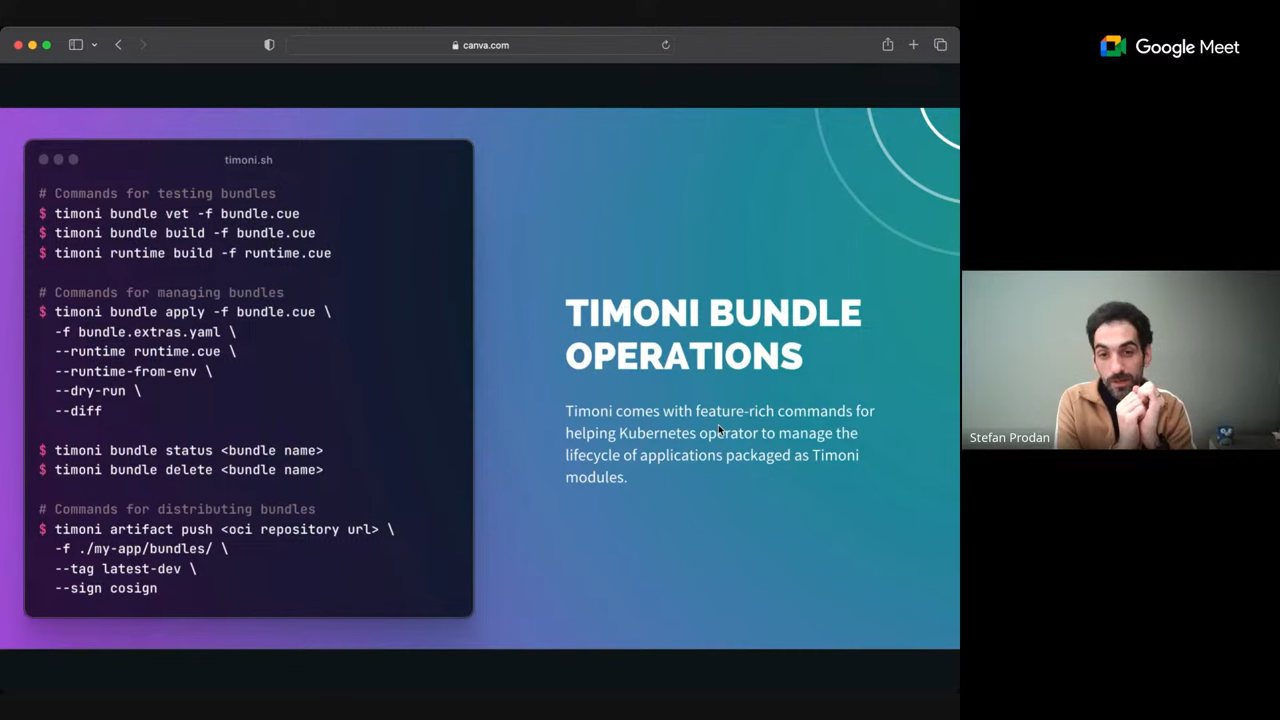 canva.com
Google Meet
timoni.sh
# Commands for testing bundles
$ timoni bundle vet -f bundle.cue
$ timoni bundle build -f bundle.cue
$ timoni runtime build -f runtime.cue
# Commands for managing bundles
$ timoni bundle apply -f bundle.cue \
-f bundle.extras.yaml \
--runtime runtime.cue \
--runtime-from-env \
--dry-run \
--diff
$ timoni bundle status <bundle name>
$ timoni bundle delete <bundle name>
# Commands for distributing bundles
$ timoni artifact push <oci repository url> \
-f ./my-app/bundles/ \
--tag latest-dev \
--sign cosign
TIMONI BUNDLE
OPERATIONS
Timoni comes with feature-rich commands for
helping Kubernetes operator to manage the
lifecycle of applications packaged as Timoni
modules.
Stefan Prodan